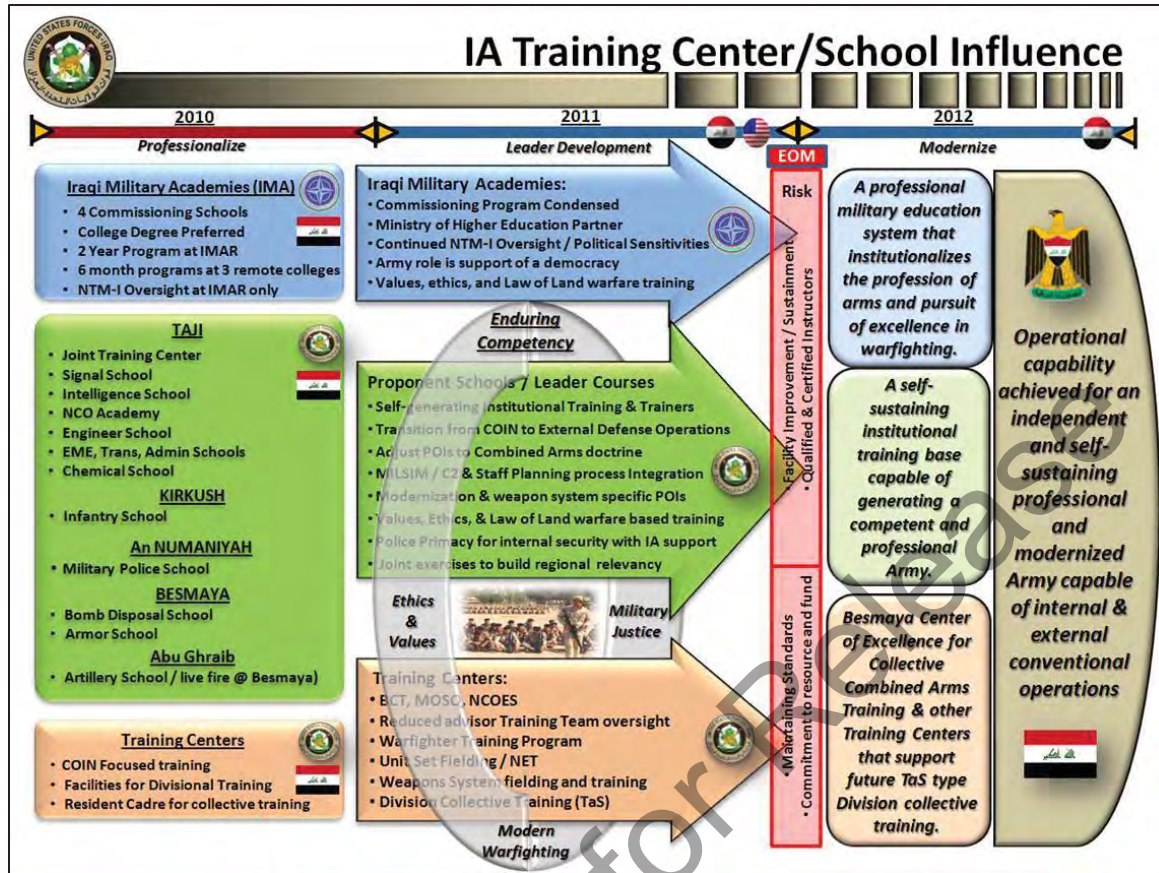 UNITED STATES FORCES - IRAQ
IA Training Center/School Influence
2010
Professionalize
2011
Leader Development
2012
Modernize
EOM
Iraqi Military Academies (IMA)
• 4 Commissioning Schools
• College Degree Preferred
• 2 Year Program at IMAR
• 6 month programs at 3 remote colleges
• NTM-I Oversight at IMAR only
TAJI
• Joint Training Center
• Signal School
• Intelligence School
• NCO Academy
• Engineer School
• EME, Trans, Admin Schools
• Chemical School
KIRKUSH
• Infantry School
An NUMANIYAH
• Military Police School
BESMAYA
• Bomb Disposal School
• Armor School
Abu Ghraib
• Artillery School / live fire @ Besmaya)
Training Centers
• COIN Focused training
• Facilities for Divisional Training
• Resident Cadre for collective training
Iraqi Military Academies:
• Commissioning Program Condensed
• Ministry of Higher Education Partner
• Continued NTM-I Oversight / Political Sensitivities
• Army role is support of a democracy
• Values, ethics, and Law of Land warfare training
Enduring
Competency
Proponent Schools / Leader Courses
• Self-generating Institutional Training & Trainers
• Transition from COIN to External Defense Operations
• Adjust POIs to Combined Arms doctrine
• MILSIM / C2 & Staff Planning process Integration
• Modernization & weapon system specific POIs
• Values, Ethics, & Law of Land warfare based training
• Police Primacy for internal security with IA support
• Joint exercises to build regional relevancy
Ethics
&
Values
Military
Justice
Training Centers:
• BCT, MOSQ, NCOES
• Reduced advisor Training Team oversight
• Warfighter Training Program
• Unit Set Fielding / NET
• Weapons System fielding and training
• Division Collective Training (TaS)
Modern
Warfighting
Risk
• Facility Improvement / Sustainment
• Qualified & Certified Instructors
• Maintaining Standards
• Commitment to resource and fund
A professional
military education
system that
institutionalizes
the profession of
arms and pursuit
of excellence in
warfighting.
A self-
sustaining
institutional
training base
capable of
generating a
competent and
professional
Army.
Besmaya Center
of Excellence for
Collective
Combined Arms
Training & other
Training Centers
that support
future TaS type
Division collective
training.
Operational
capability
achieved for an
independent
and self-
sustaining
professional
and
modernized
Army capable
of internal &
external
conventional
operations
for Release